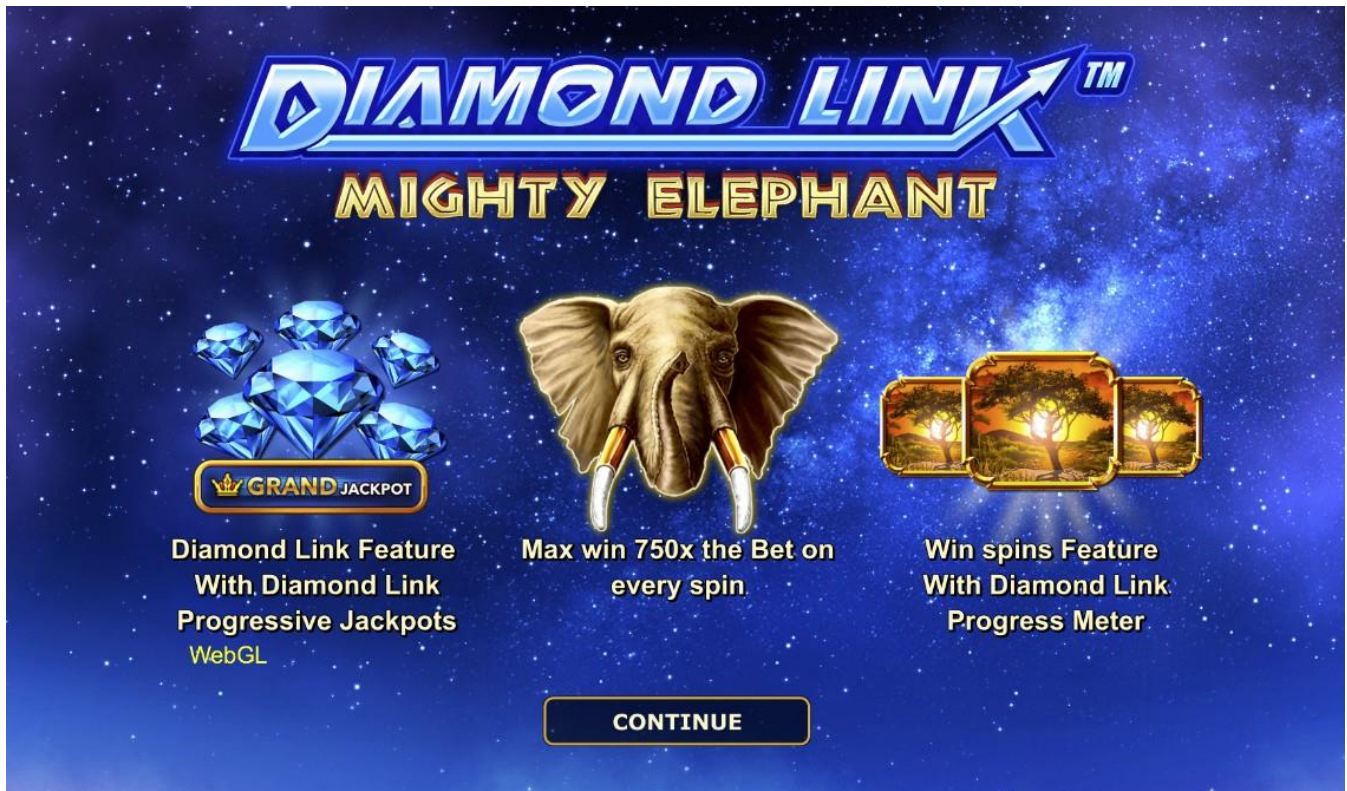 DIAMOND LINK™
MIGHTY ELEPHANT
GRAND JACKPOT
Diamond Link Feature
With Diamond Link
Progressive Jackpots
WebGL
Max win 750x the Bet on
every spin
Win spins Feature
With Diamond Link
Progress Meter
CONTINUE